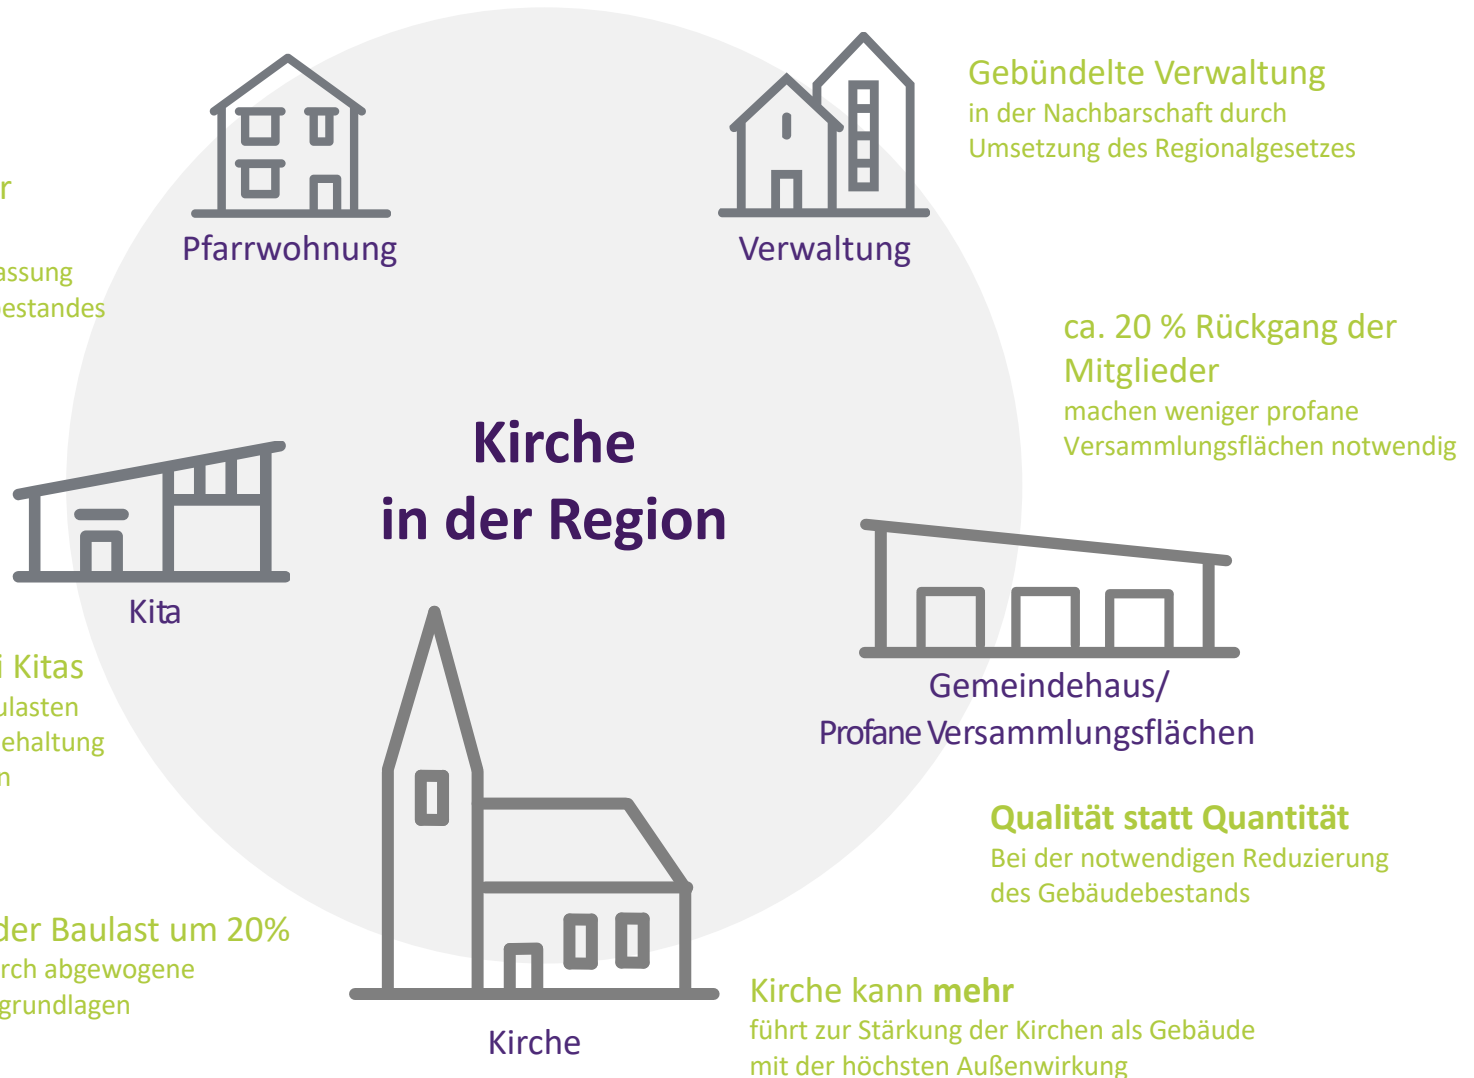 Gebündelte Verwaltung
in der Nachbarschaft durch
Umsetzung des Regionalgesetzes
Pfarrwohnung
Verwaltung
ca. 20 % Rückgang der
Mitglieder
machen weniger profane
Versammlungsflächen notwendig
Kirche
in der Region
Kita
Kitas
Gemeindehaus/
Profane Versammlungsflächen
Qualität statt Quantität
Bei der notwendigen Reduzierung
des Gebäudebestands
der Baulast um 20%
abgewogene
Kirche kann mehr
führt zur Stärkung der Kirchen als Gebäude
mit der höchsten Außenwirkung
Kirche